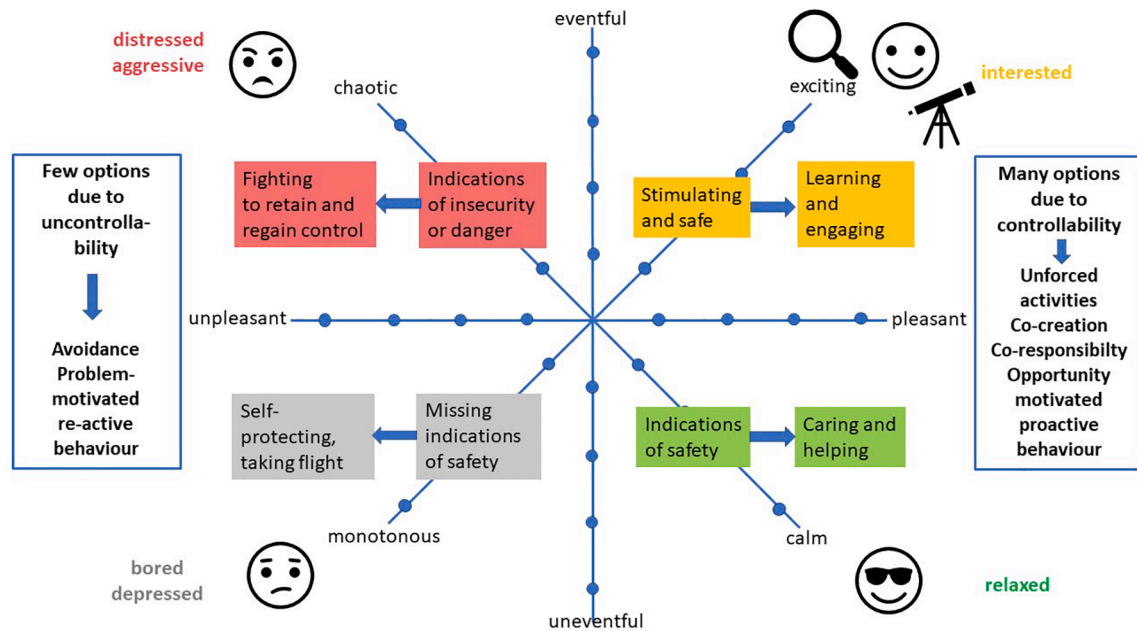 eventful
distressed
aggressive
interested
chaotic
exciting
Few options
due to
uncontrolla-
bility
Avoidance
Problem-
motivated
re-active
behaviour
Fighting
to retain and
regain control
Indications
of insecurity
or danger
Stimulating
and safe
Learning
and
engaging
Many options
due to
controllability
Unforced
activities
Co-creation
Co-responsibilty
Opportunity
motivated
proactive
behaviour
unpleasant
pleasant
Self-
protecting,
taking flight
Missing
indications
of safety
Indications
of safety
Caring and
helping
monotonous
calm
bored
depressed
relaxed
uneventful